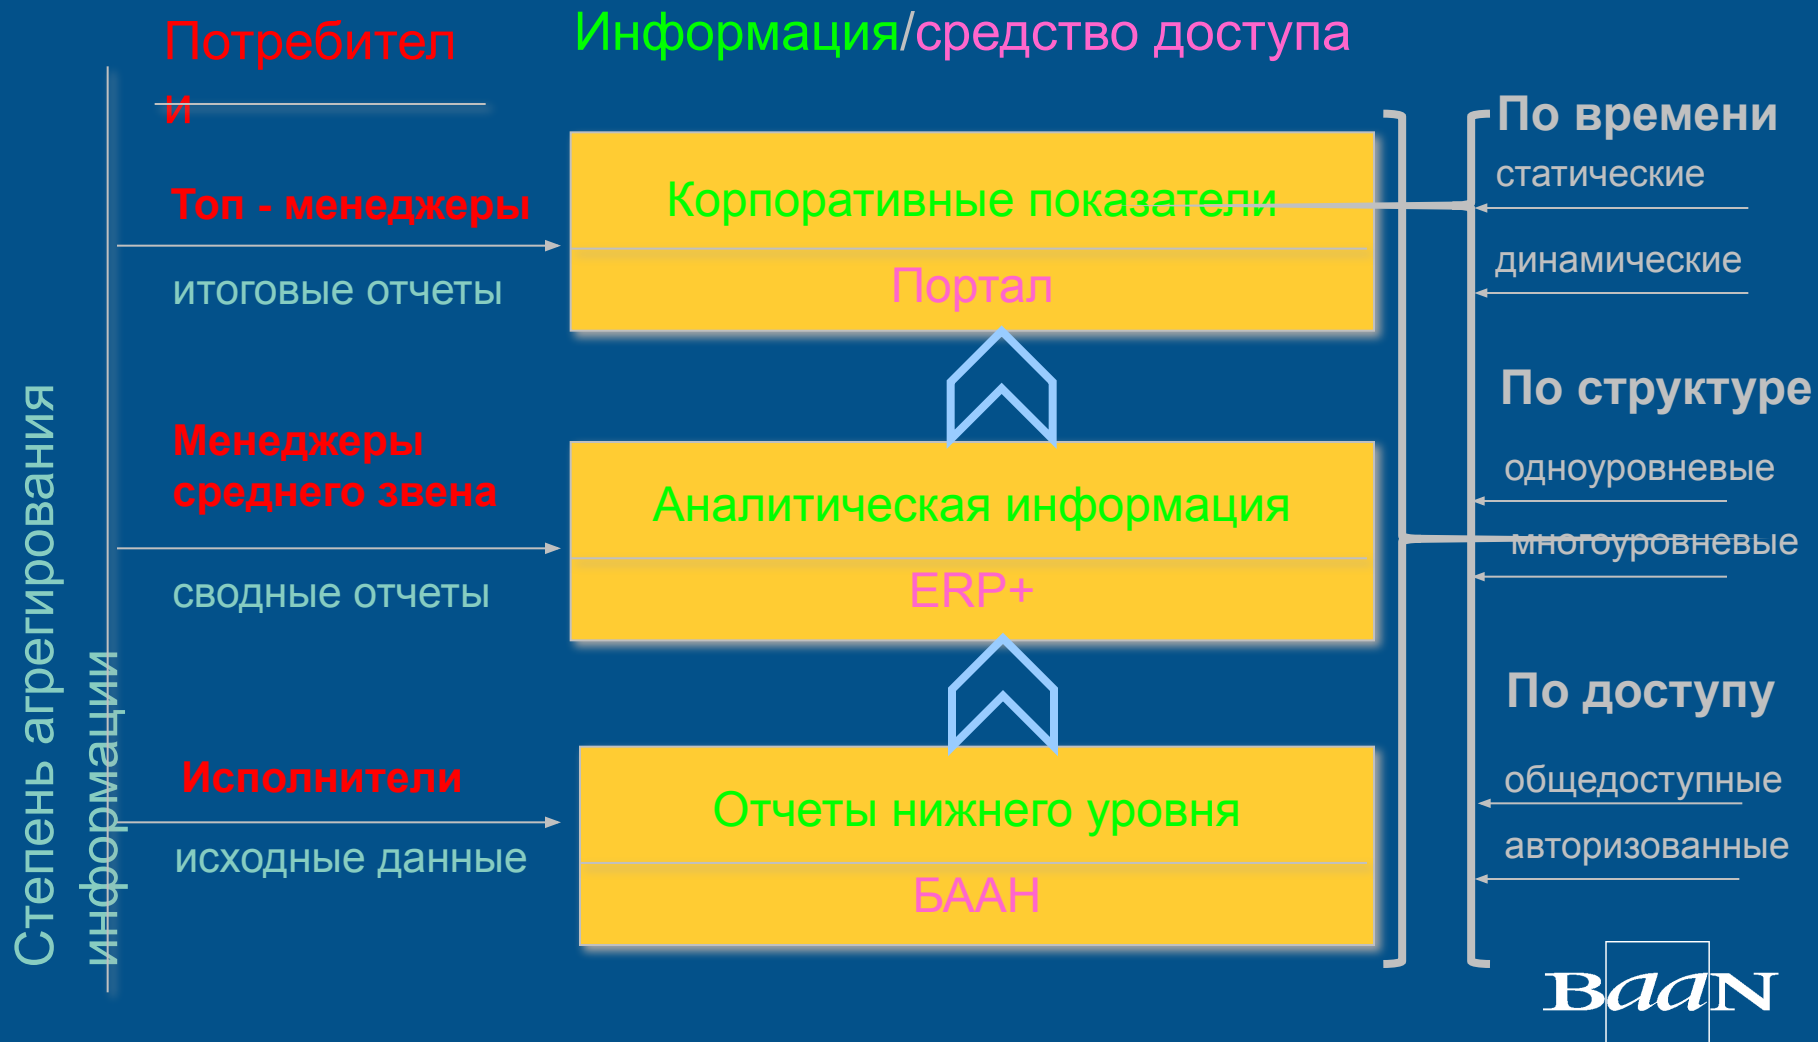 Потребител
и
Информация/средство доступа
Степень агрегирования
информации
Топ - менеджеры
итоговые отчеты
Корпоративные показатели
Портал
Менеджеры
среднего звена
сводные отчеты
Аналитическая информация
ERP+
Исполнители
исходные данные
Отчеты нижнего уровня
БААН
По времени
статические
динамические
По структуре
одноуровневые
многоуровневые
По доступу
общедоступные
авторизованные
BaaN